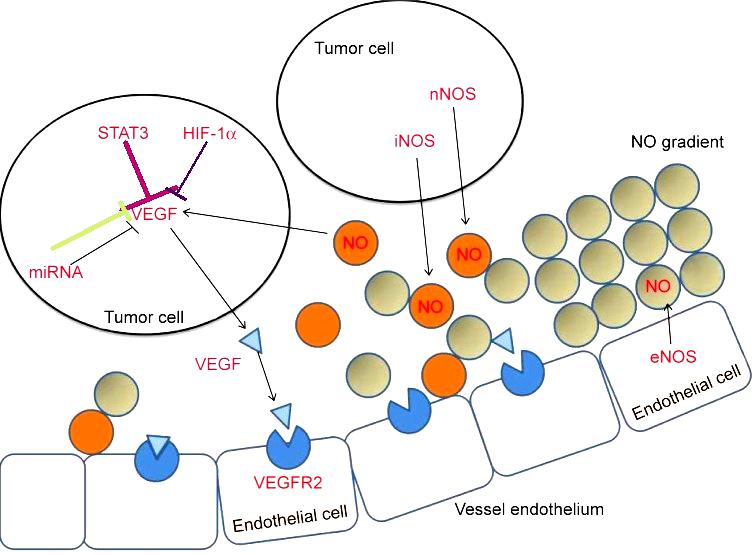 Tumor cell
nNOS
iNOS
STAT3
HIF-1α
NO gradient
VEGF
NO
NO
NO
NO
miRNA
Tumor cell
VEGF
eNOS
Endothelial cell
VEGFR2
Endothelial cell
Vessel endothelium